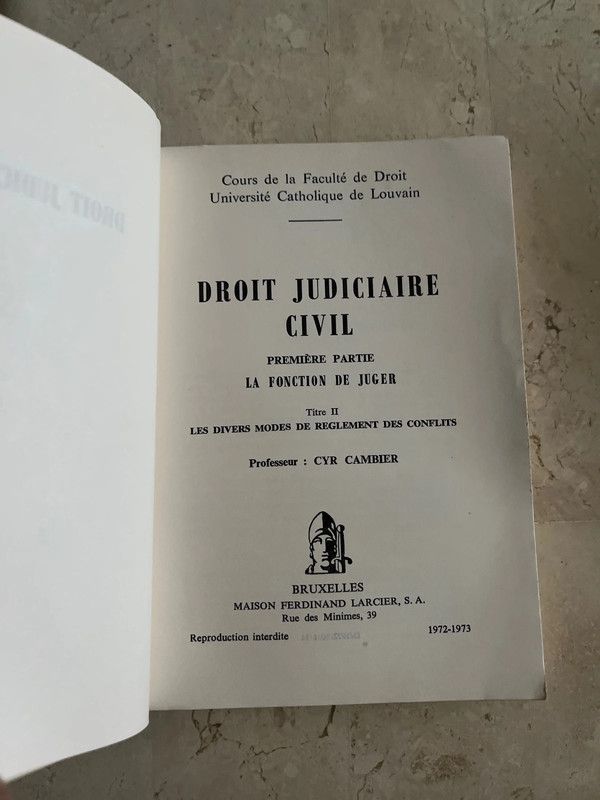 Cours de la Faculté de Droit
Université Catholique de Louvain
DROIT JUDICIAIRE
CIVIL
PREMIÈRE PARTIE
LA FONCTION DE JUGER
Titre II
LES DIVERS MODES DE REGLEMENT DES CONFLITS
Professeur : CYR CAMBIER
BRUXELLES
MAISON FERDINAND LARCIER, S. A.
Rue des Minimes, 39
Reproduction interdite 1972-1973